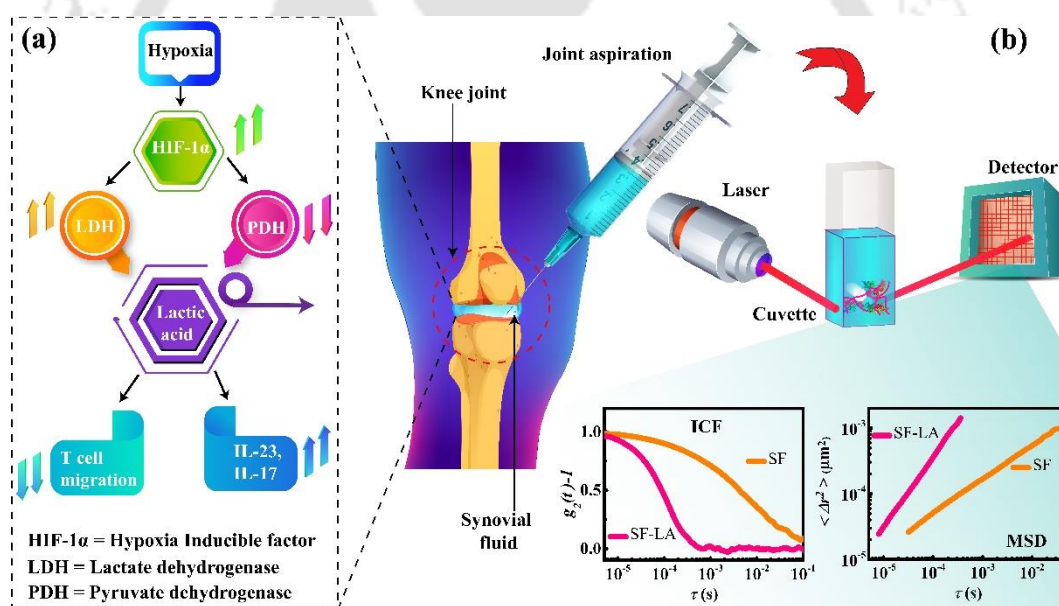 (a)
Hypoxia
HIF-1α
LDH
PDH
Lactic
acid
T cell
migration
IL-23,
IL-17
HIF-1α = Hypoxia Inducible factor
LDH = Lactate dehydrogenase
PDH = Pyruvate dehydrogenase
Knee joint
Joint aspiration
Synovial
fluid
(b)
Laser
Cuvette
Detector
ICF
SF
SF-LA
g₂(t)-1
1.0
0.5
0.0
10⁻⁵
10⁻⁴
10⁻³
10⁻²
10⁻¹
τ (s)
SF-LA
SF
MSD
< Δr² > (μm²)
10⁻³
10⁻⁴
10⁻⁵
10⁻⁵
10⁻⁴
10⁻³
10⁻²
τ (s)